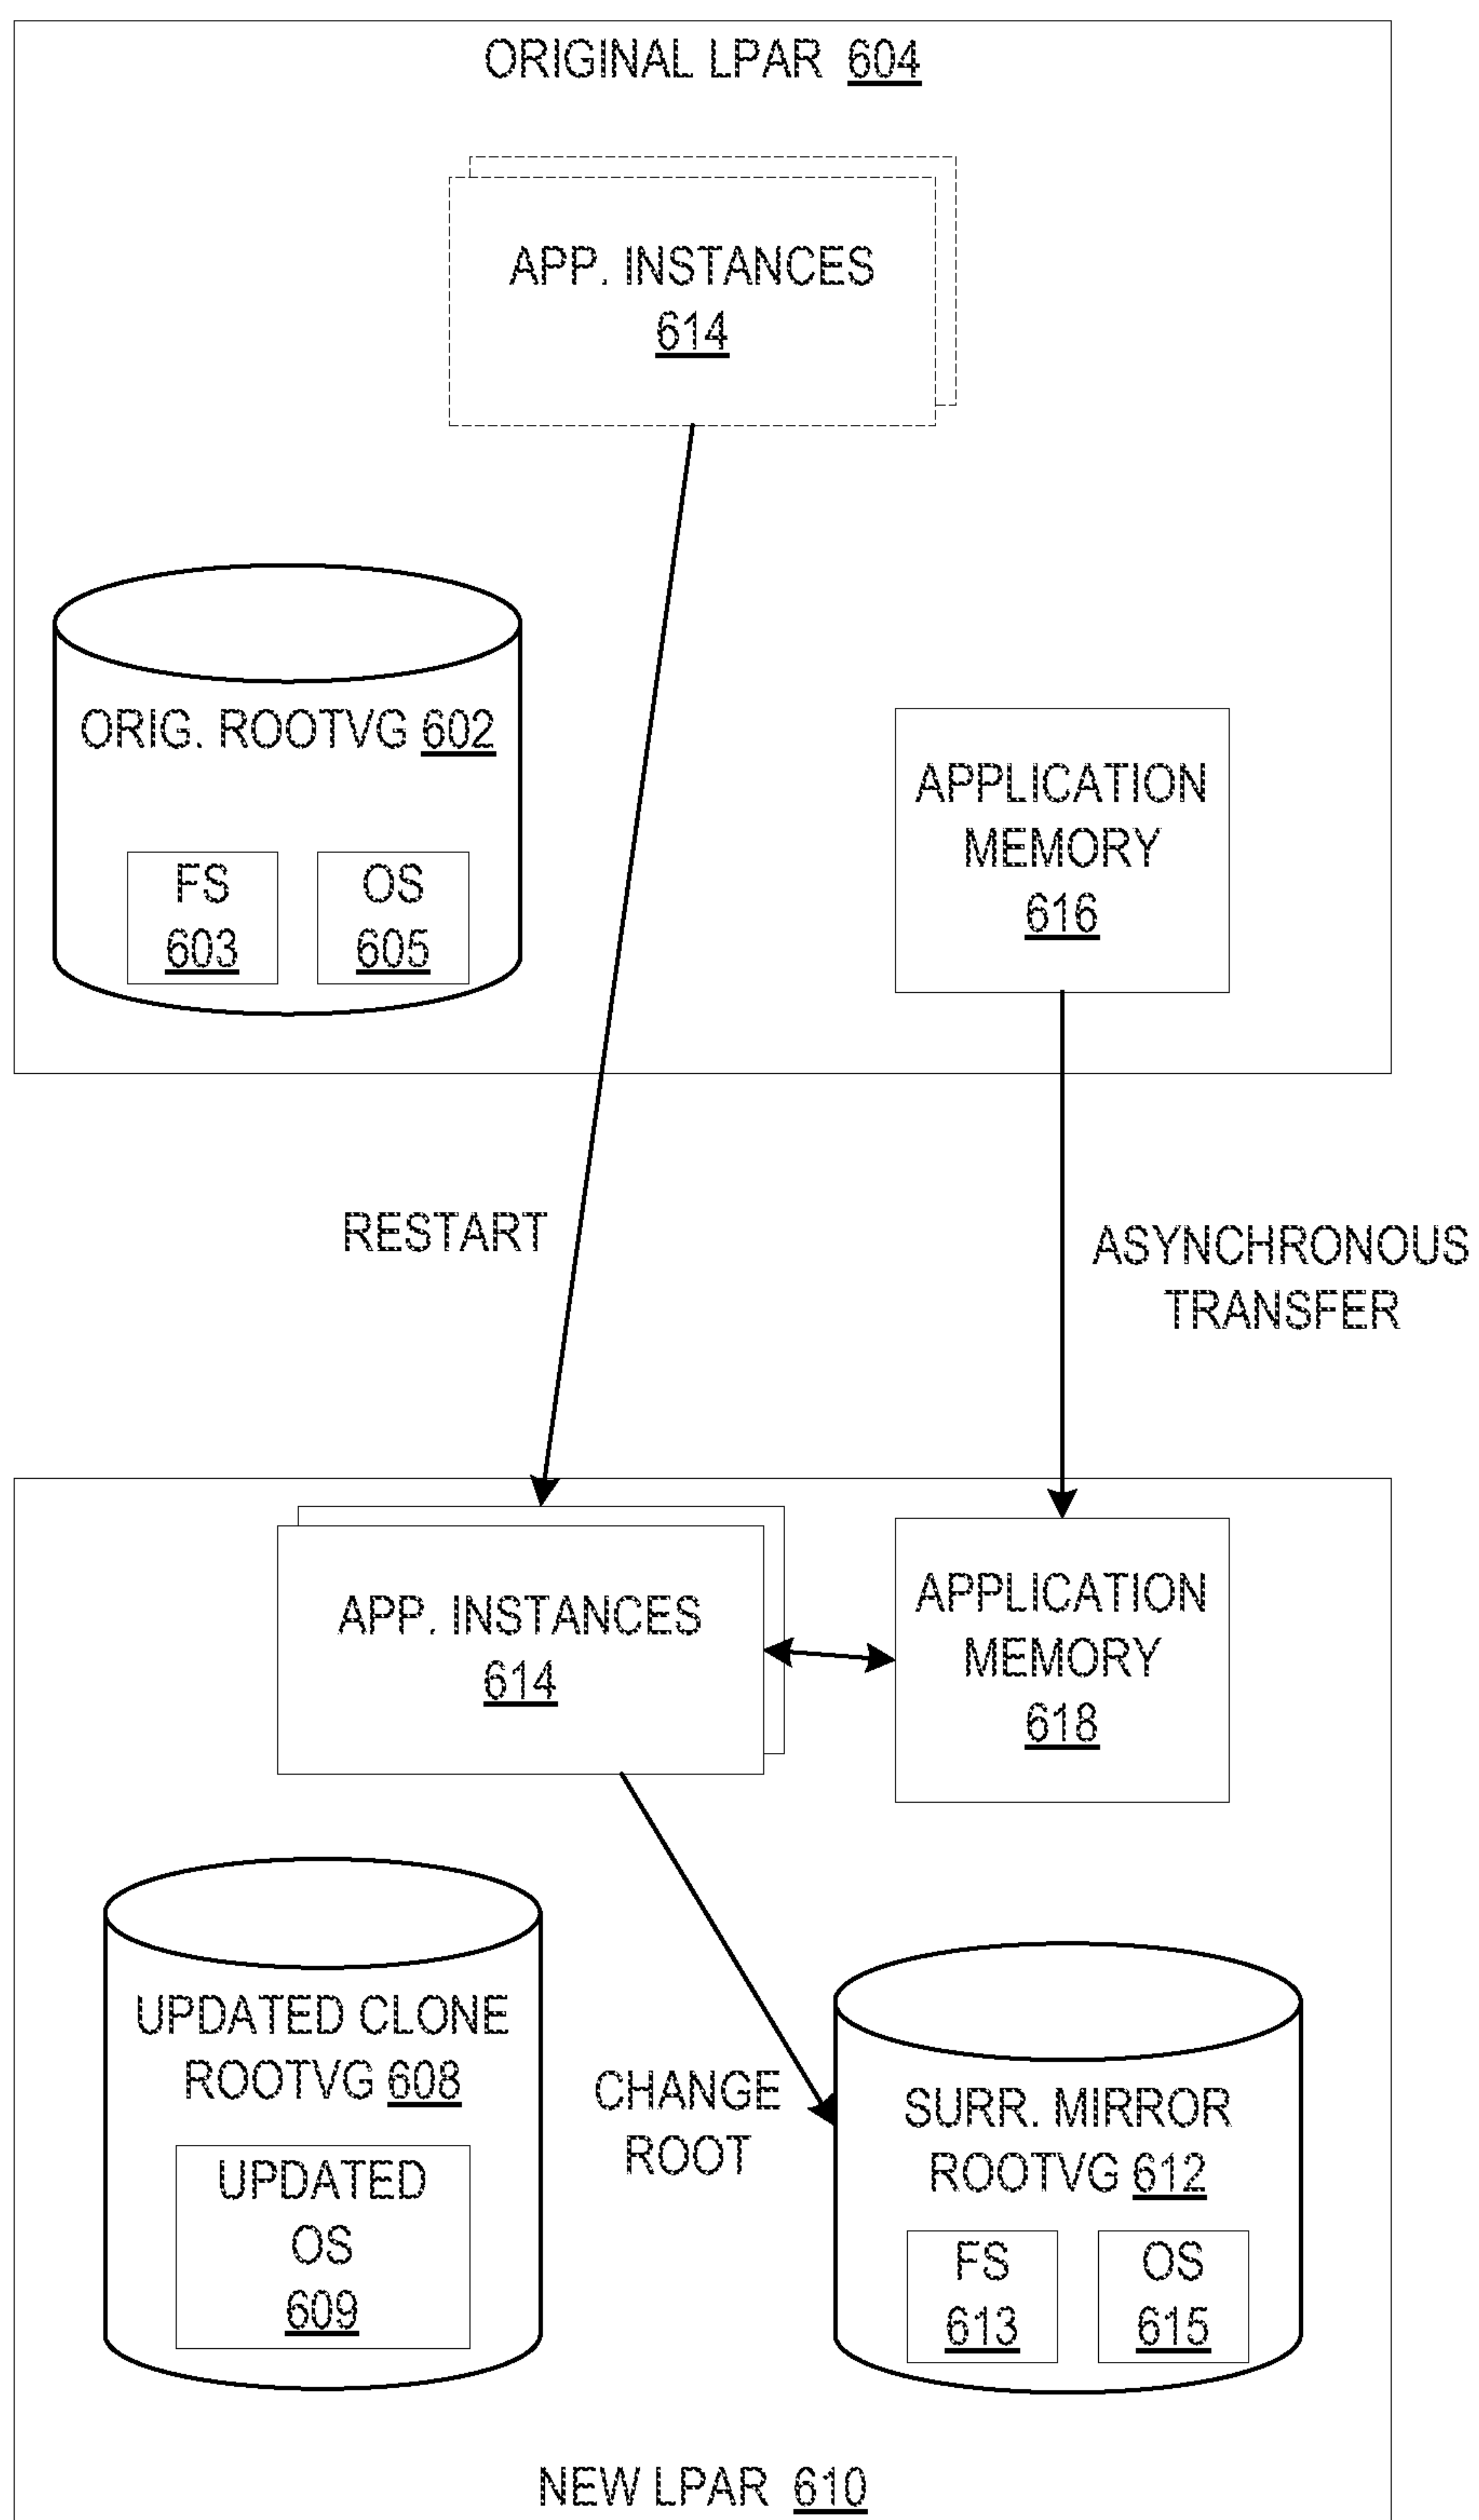 ORIGINAL LPAR 604
APP. INSTANCES
614
ORIG. ROOTVG 602
FS
603
OS
605
APPLICATION
MEMORY
616
RESTART
ASYNCHRONOUS
TRANSFER
APP. INSTANCES
614
APPLICATION
MEMORY
618
UPDATED CLONE
ROOTVG 608
UPDATED
OS
609
CHANGE
ROOT
SURR. MIRROR
ROOTVG 612
FS
613
OS
615
NEW LPAR 610